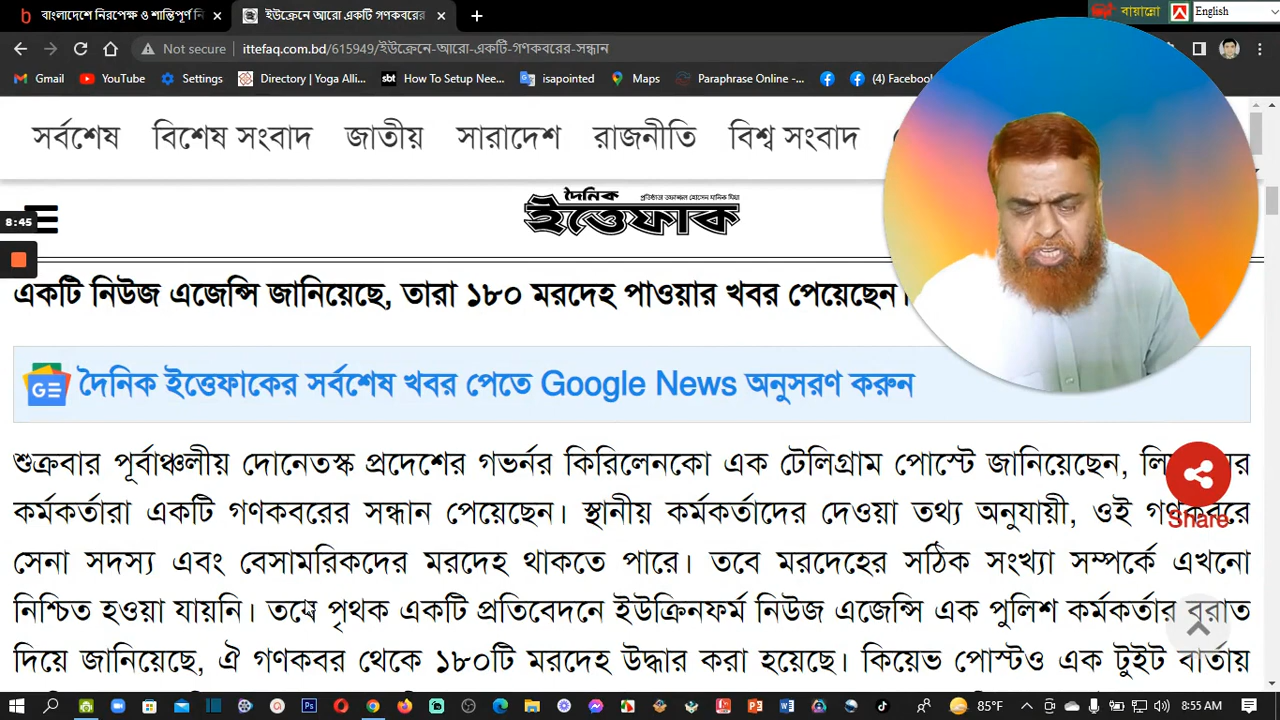 বাংলাদেশে নিরপেক্ষ ও শান্তিপূর্ণ নি
ইউক্রেনে আরো একটি গণকবরের
বায়ান্নো
English
Not secure
ittefaq.com.bd/615949/ইউক্রেনে-আরো-একটি-গণকবরের-সন্ধান
Gmail YouTube Settings Directory | Yoga Alli... How To Setup Nee... isapointed Maps Paraphrase Online -... (4) Facebook
সর্বশেষ বিশেষ সংবাদ জাতীয় সারাদেশ রাজনীতি বিশ্ব সংবাদ
দৈনিক
ইত্তেফাক
8:45
একটি নিউজ এজেন্সি জানিয়েছে, তারা ১৮০ মরদেহ পাওয়ার খবর পেয়েছেন।
GE দৈনিক ইত্তেফাকের সর্বশেষ খবর পেতে Google News অনুসরণ করুন
শুক্রবার পূর্বাঞ্চলীয় দোনেতস্ক প্রদেশের গভর্নর কিরিলেনকো এক টেলিগ্রাম পোস্টে জানিয়েছেন,
কর্মকর্তারা একটি গণকবরের সন্ধান পেয়েছেন। স্থানীয় কর্মকর্তাদের দেওয়া তথ্য অনুযায়ী, ওই গণকবরে
Share
সেনা সদস্য এবং বেসামরিকদের মরদেহ থাকতে পারে। তবে মরদেহের সঠিক সংখ্যা সম্পর্কে এখনো
নিশ্চিত হওয়া যায়নি। তবে পৃথক একটি প্রতিবেদনে ইউক্রিনফর্ম নিউজ এজেন্সি এক পুলিশ কর্মকর্তার বরাত
দিয়ে জানিয়েছে, ঐ গণকবর থেকে ১৮০টি মরদেহ উদ্ধার করা হয়েছে। কিয়েভ পোস্টও এক টুইট বার্তায়
85°F
8:55 AM